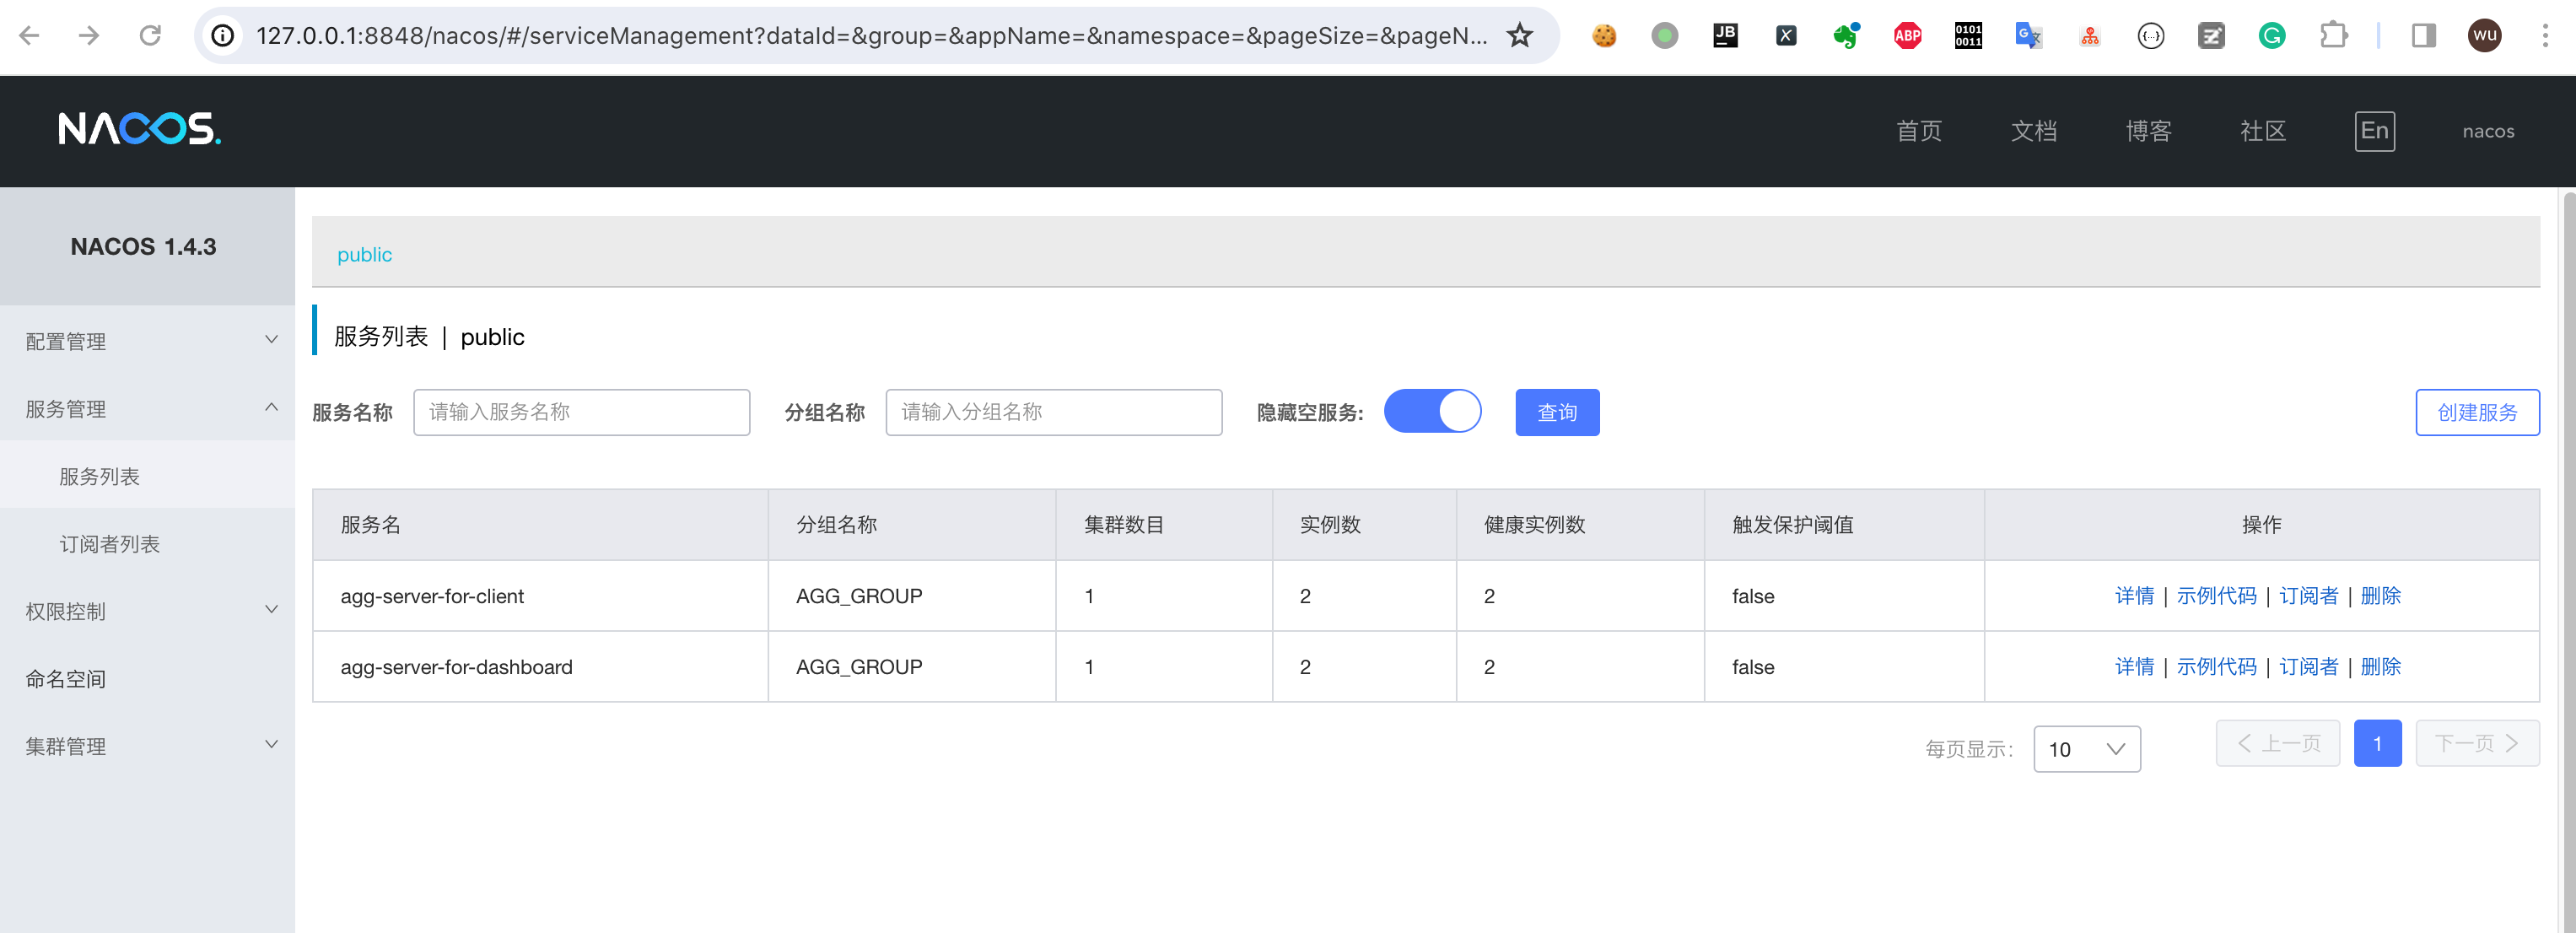 127.0.0.1:8848/nacos/#/serviceManagement?dataId=&group=&appName=&namespace=&pageSize=&pageN...
JB
X
ABP
0101
0011
G 文
{...}
G
wu
NACOS.
首页
文档
博客
社区
En
nacos
NACOS 1.4.3
配置管理
服务管理
服务列表
订阅者列表
权限控制
命名空间
集群管理
public
服务列表 | public
服务名称 请输入服务名称 分组名称 请输入分组名称 隐藏空服务: 查询 创建服务
服务名 分组名称 集群数目 实例数 健康实例数 触发保护阈值 操作
agg-server-for-client AGG_GROUP 1 2 2 false 详情 | 示例代码 | 订阅者 | 删除
agg-server-for-dashboard AGG_GROUP 1 2 2 false 详情 | 示例代码 | 订阅者 | 删除
每页显示: 10 上一页 1 下一页